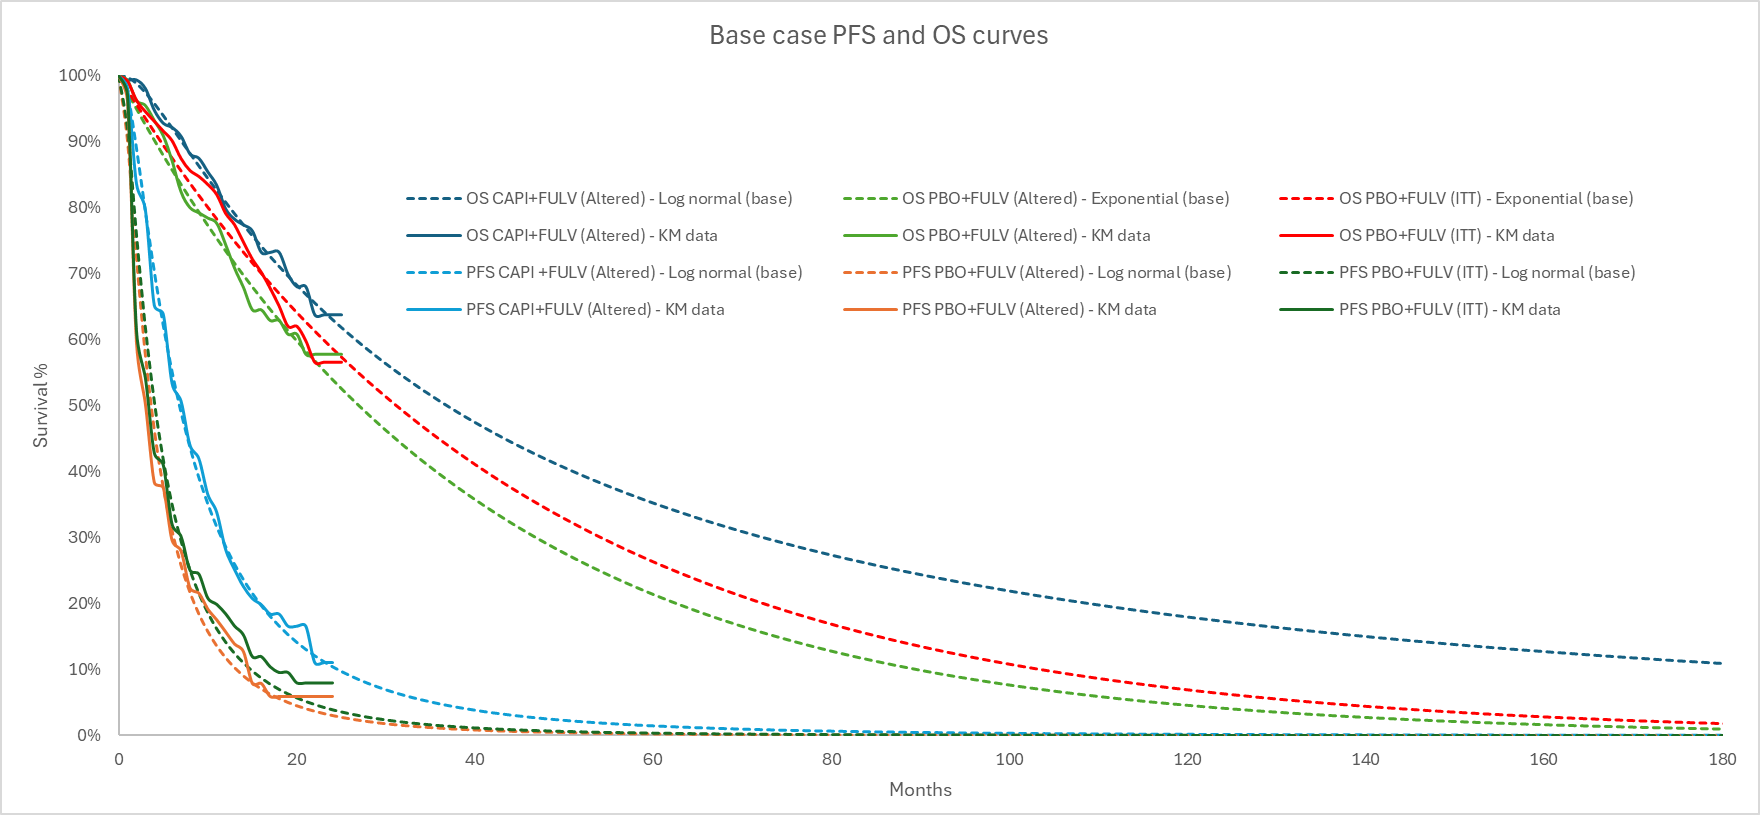 Base case PFS and OS curves
100%
90%
80%
70%
60%
50%
40%
30%
20%
10%
0%
Survival %
OS CAPI+FULV (Altered) - Log normal (base)
OS PBO+FULV (Altered) - Exponential (base)
OS PBO+FULV (ITT) - Exponential (base)
OS CAPI+FULV (Altered) - KM data
OS PBO+FULV (Altered) - KM data
OS PBO+FULV (ITT) - KM data
PFS CAPI +FULV (Altered) - Log normal (base)
PFS PBO+FULV (Altered) - Log normal (base)
PFS PBO+FULV (ITT) - Log normal (base)
PFS CAPI+FULV (Altered) - KM data
PFS PBO+FULV (Altered) - KM data
PFS PBO+FULV (ITT) - KM data
0 20 40 60 80 100 120 140 160 180
Months